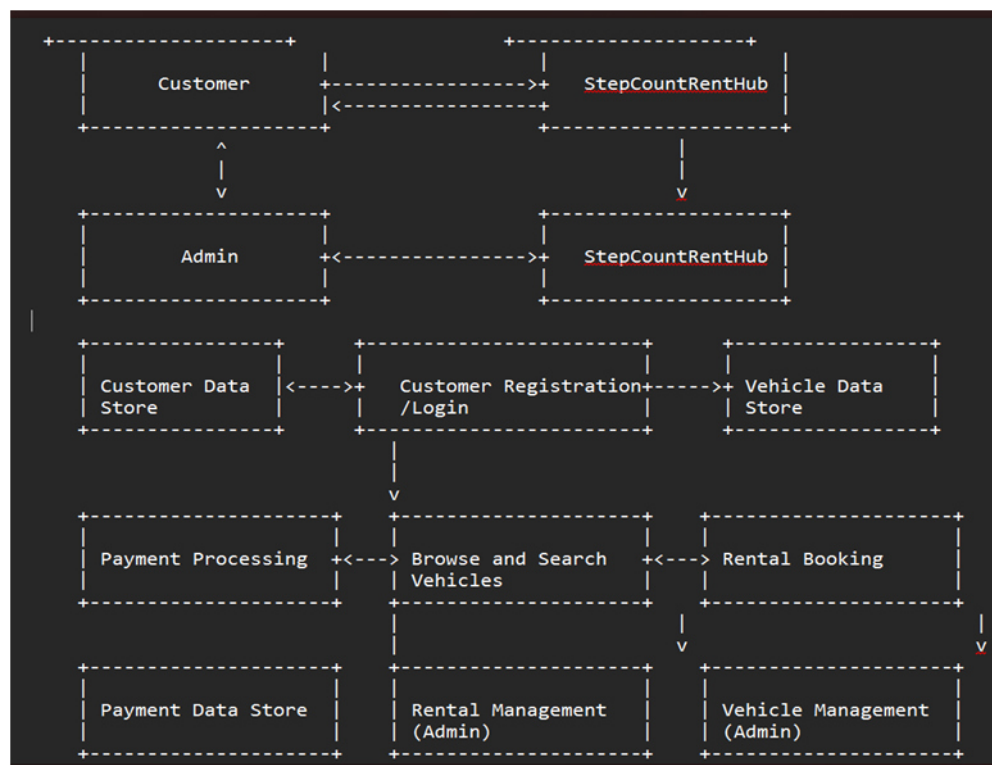 Customer StepCountRentHub
Admin StepCountRentHub
Customer Data Customer Registration Vehicle Data
Store /Login Store
Payment Processing Browse and Search Rental Booking
Vehicles
Payment Data Store Rental Management Vehicle Management
(Admin) (Admin)